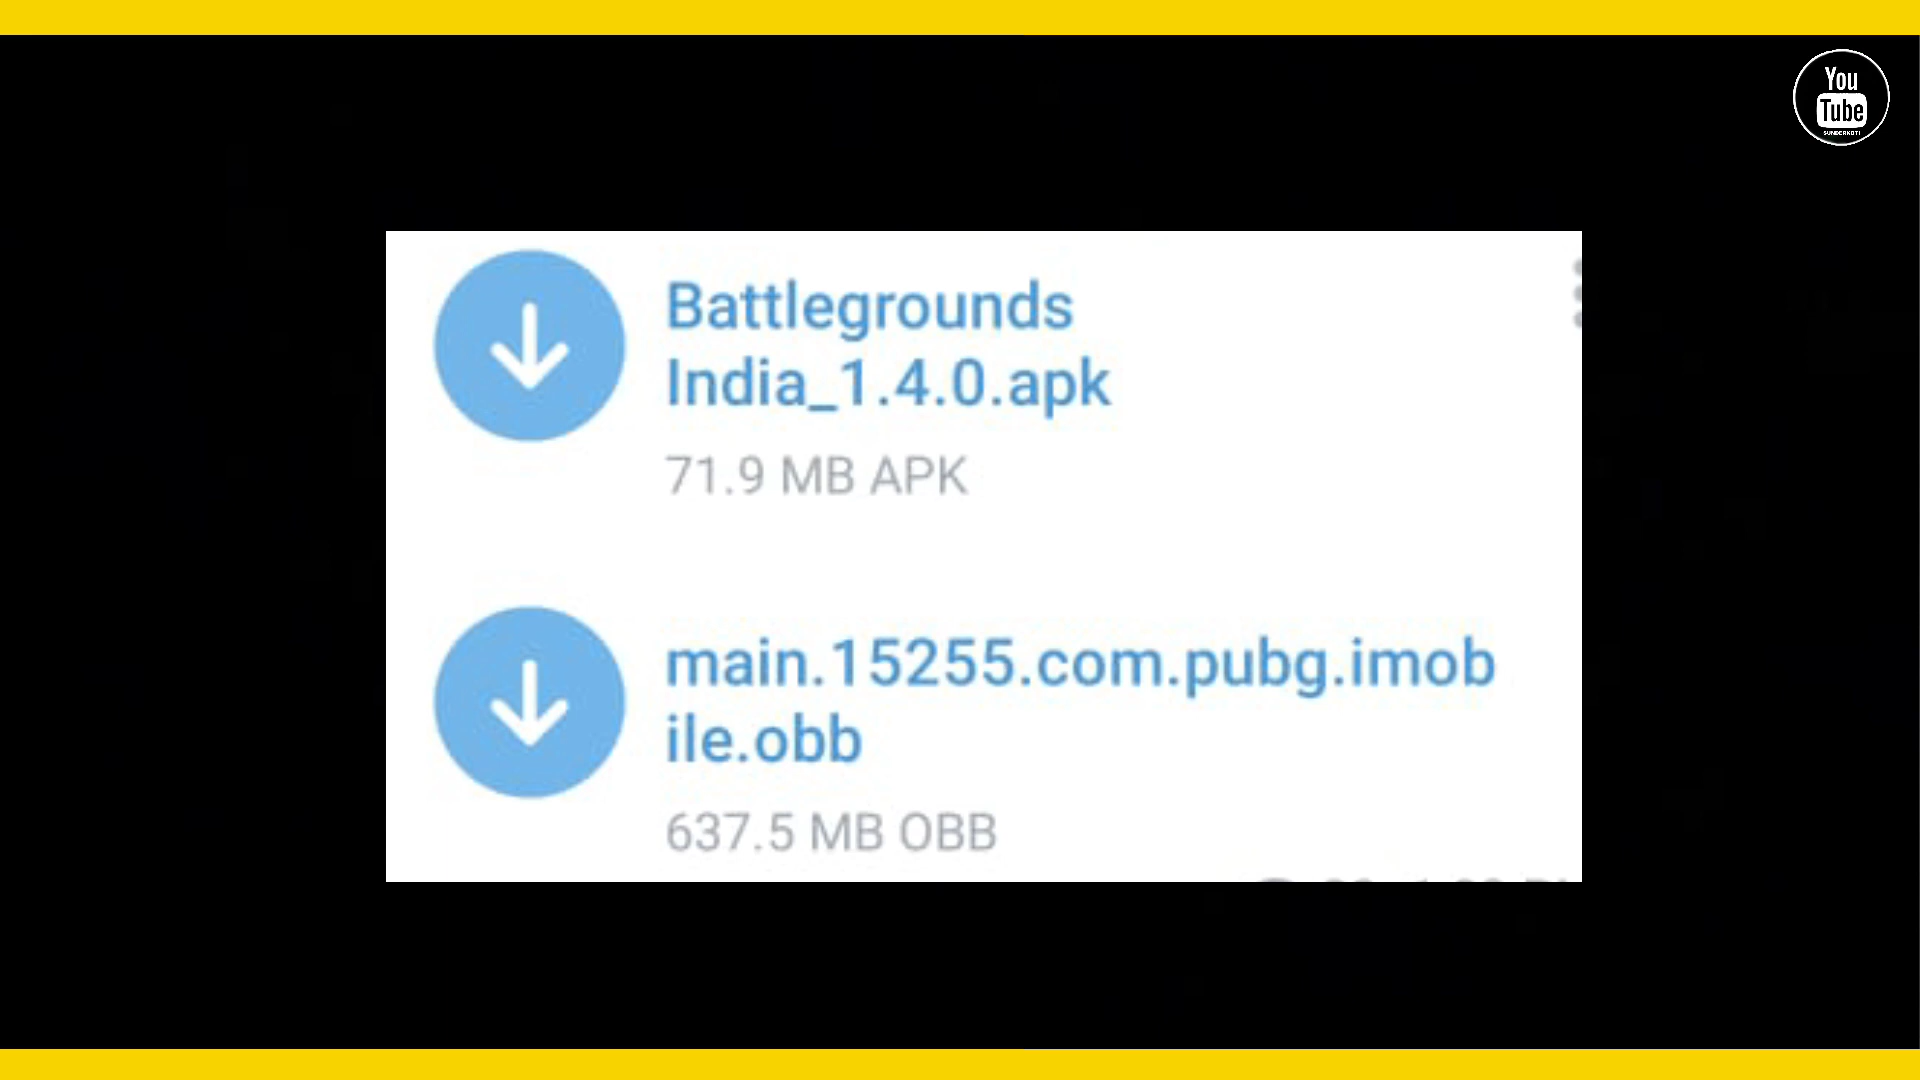 You
Tube
SUNDERKOTI
Battlegrounds
India_1.4.0.apk
71.9 MB APK
main.15255.com.pubg.imob
ile.obb
637.5 MB OBB